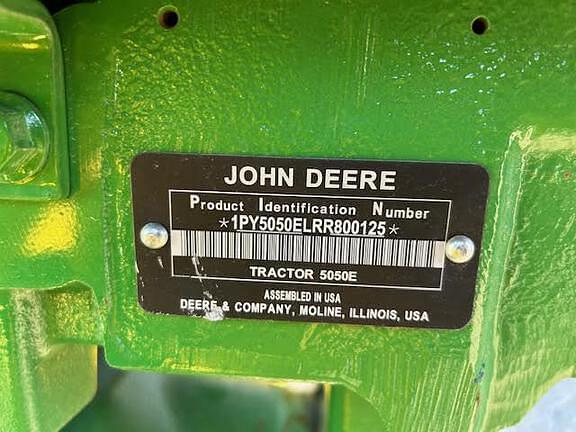 JOHN DEERE
Product Identification Number
*1PY5050ELRR800125*
TRACTOR 5050E
ASSEMBLED IN USA
DEERE & COMPANY, MOLINE, ILLINOIS, USA